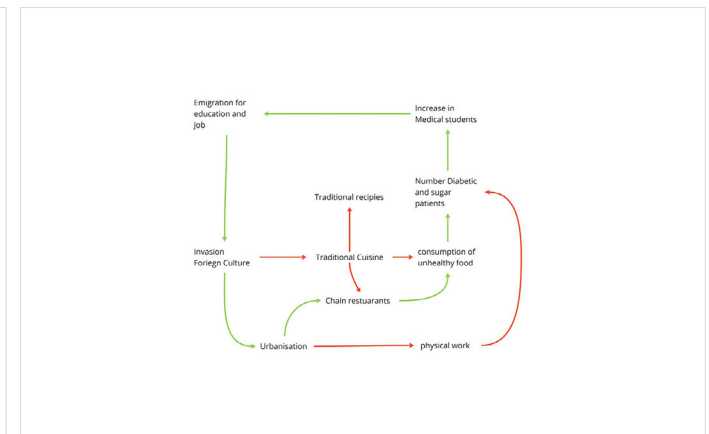 Emigration for
education and
job
Increase in
Medical students
Number Diabetic
and sugar
patients
Traditional recipies
Invasion
Foriegn Culture
Traditional Cuisine
consumption of
unhealthy food
Chain restuarants
Urbanisation
physical work